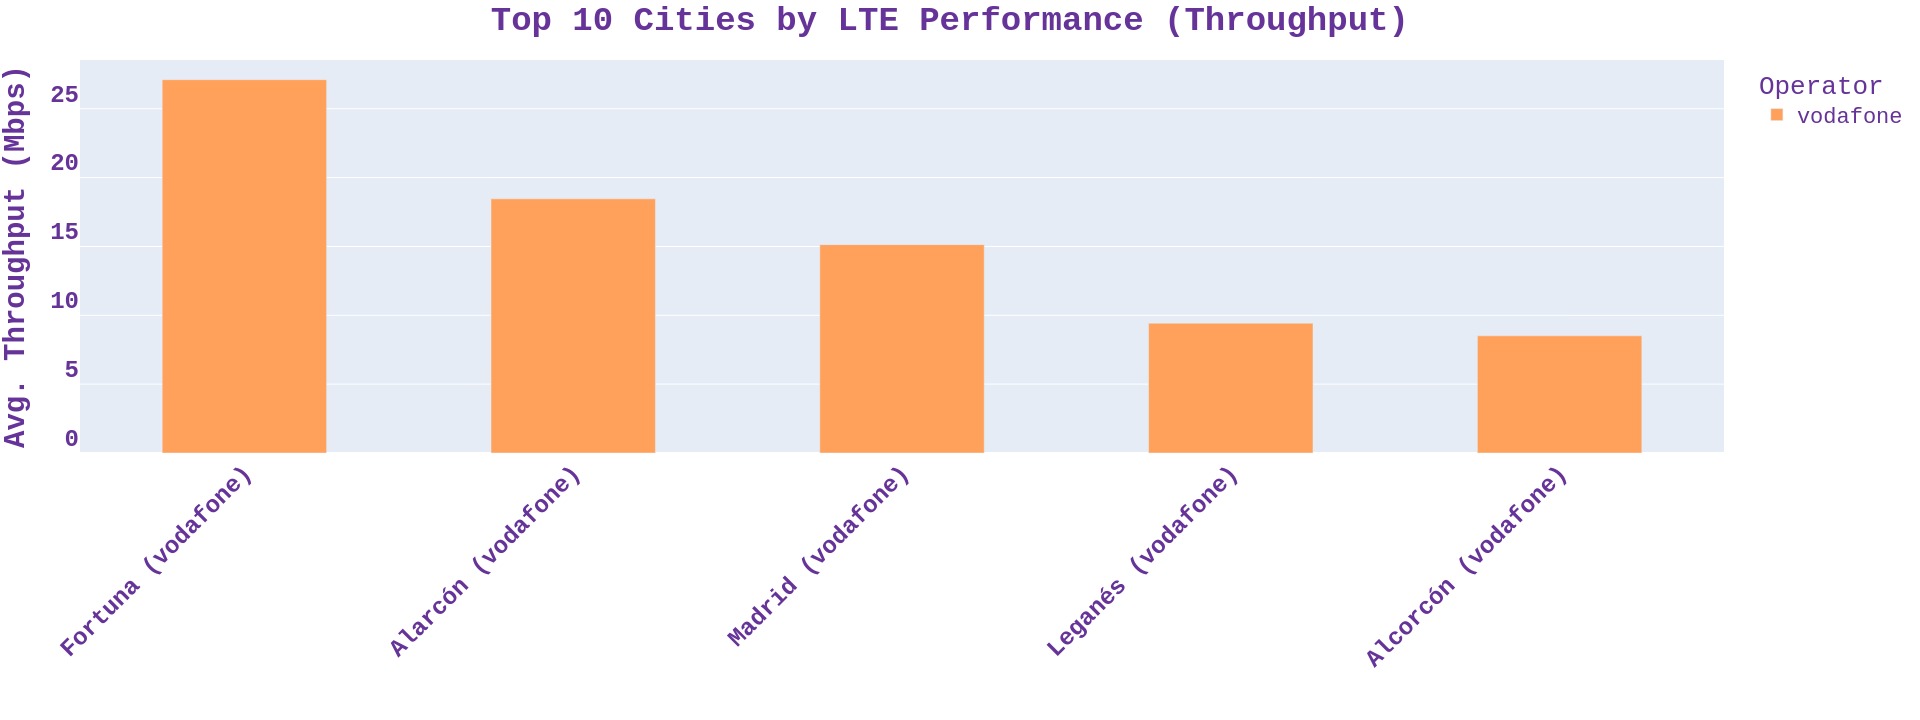 Top 10 Cities by LTE Performance (Throughput)
Avg. Throughput (Mbps)
25
20
15
10
5
0
Fortuna (vodafone)
Alarcón (vodafone)
Madrid (vodafone)
Leganés (vodafone)
Alcorcón (vodafone)
Operator
vodafone